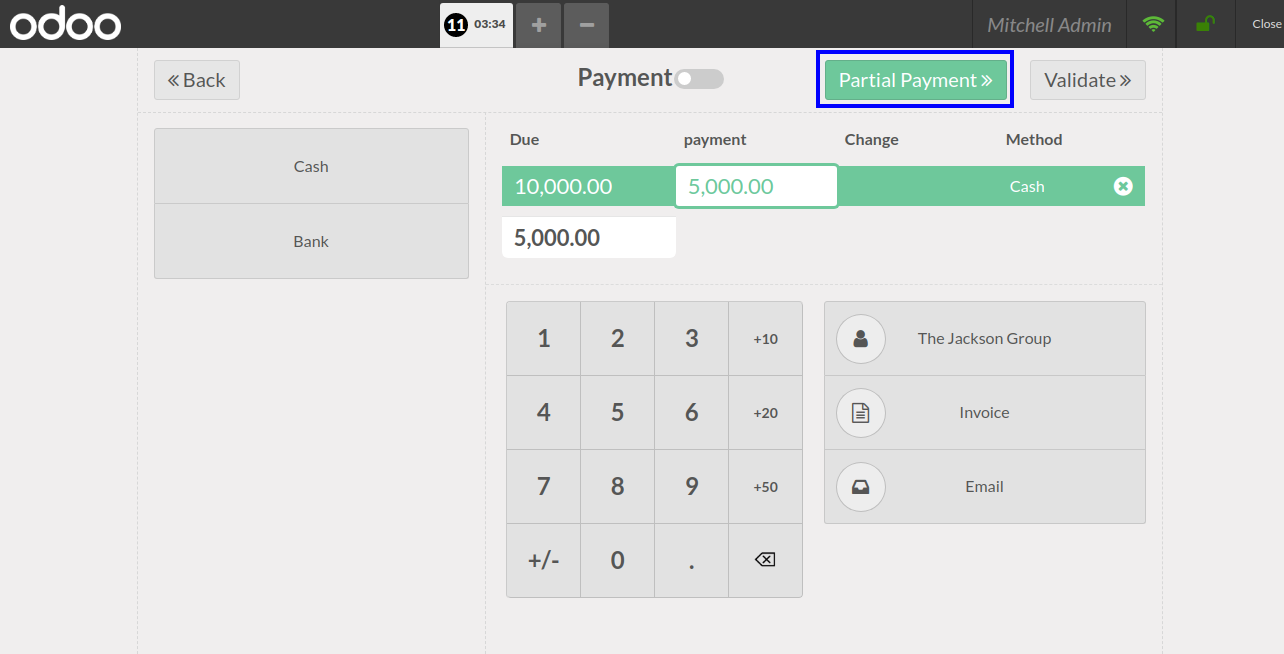 odoo
11 03:34
+
−
Mitchell Admin
Close
« Back
Payment
Partial Payment »
Validate »
Cash
Bank
Due payment Change Method
10,000.00 5,000.00 Cash
5,000.00
1 2 3 +10
4 5 6 +20
7 8 9 +50
+/- 0 .
The Jackson Group
Invoice
Email